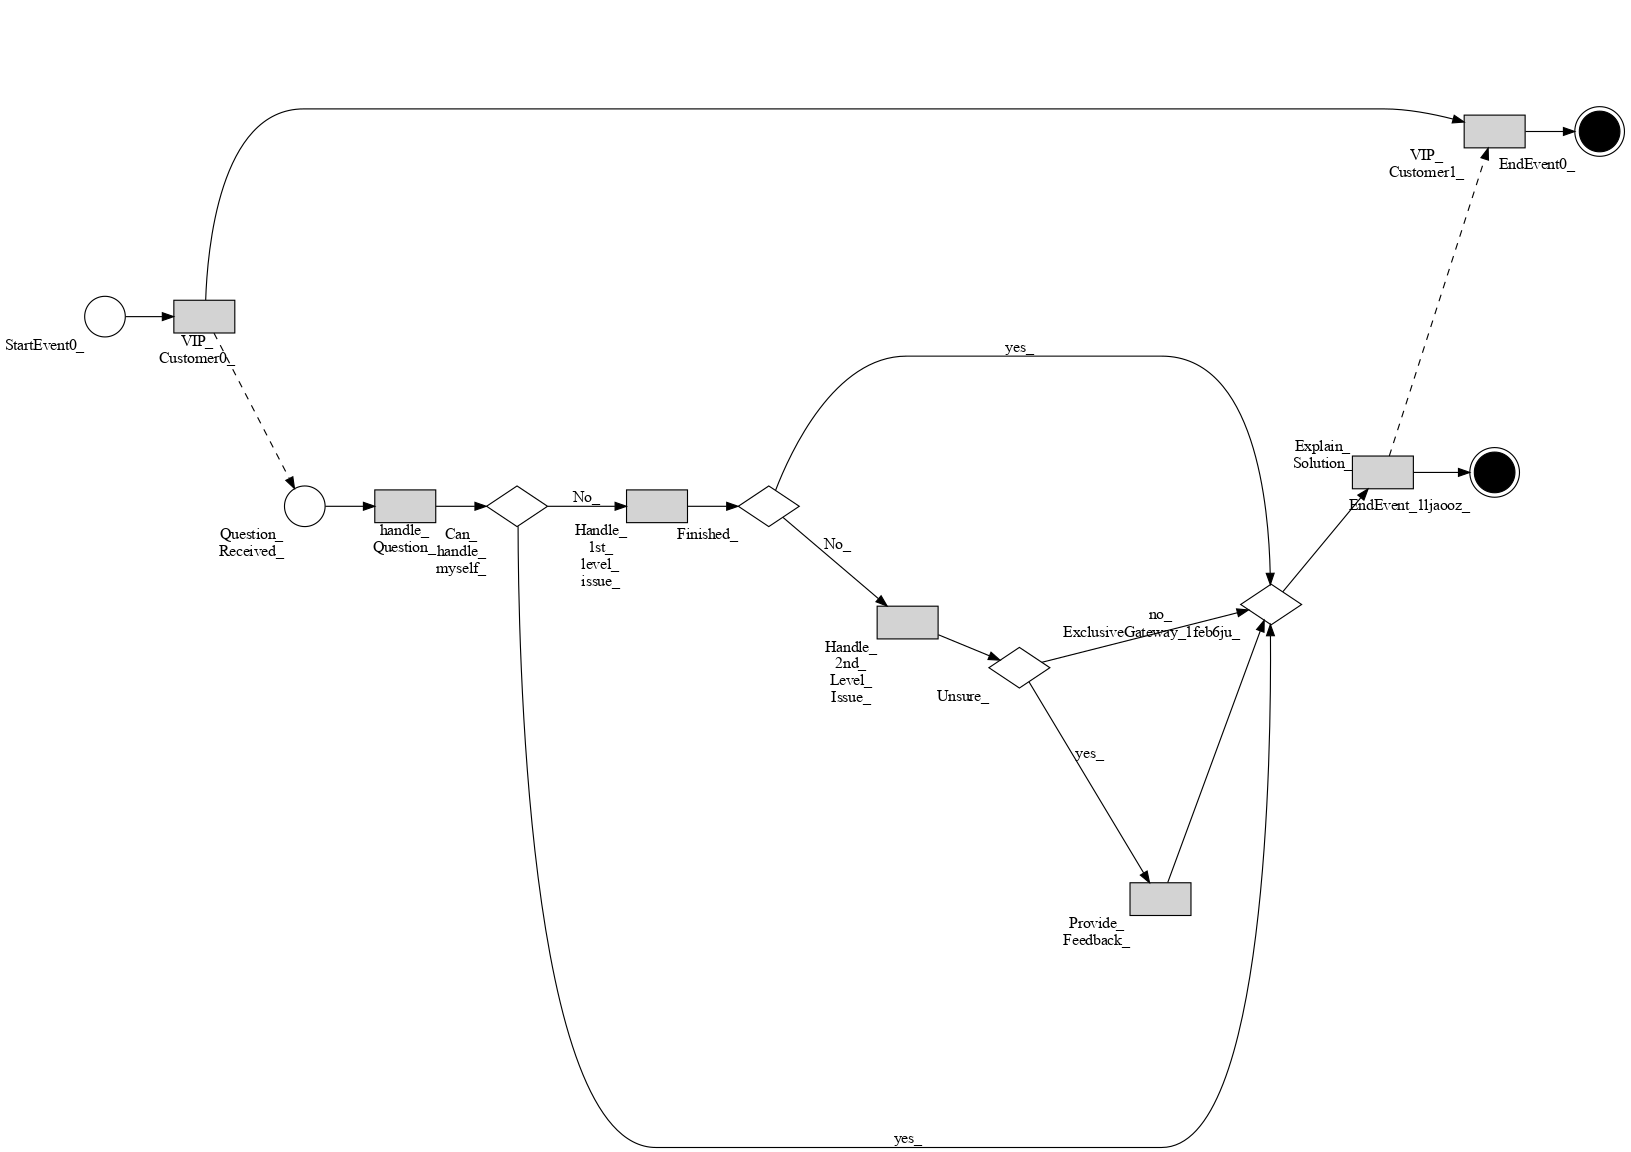 VIP_
Customer1_
EndEvent0_
StartEvent0_
VIP_
Customer0_
yes_
Explain_
Solution_
EndEvent_1ljaooz_
Question_
Received_
handle_
Question_
Can_
handle_
myself_
No_
Handle_
1st_
level_
issue_
Finished_
No_
Handle_
2nd_
Level_
Issue_
Unsure_
no_
ExclusiveGateway_1feb6ju_
yes_
Provide_
Feedback_
yes_